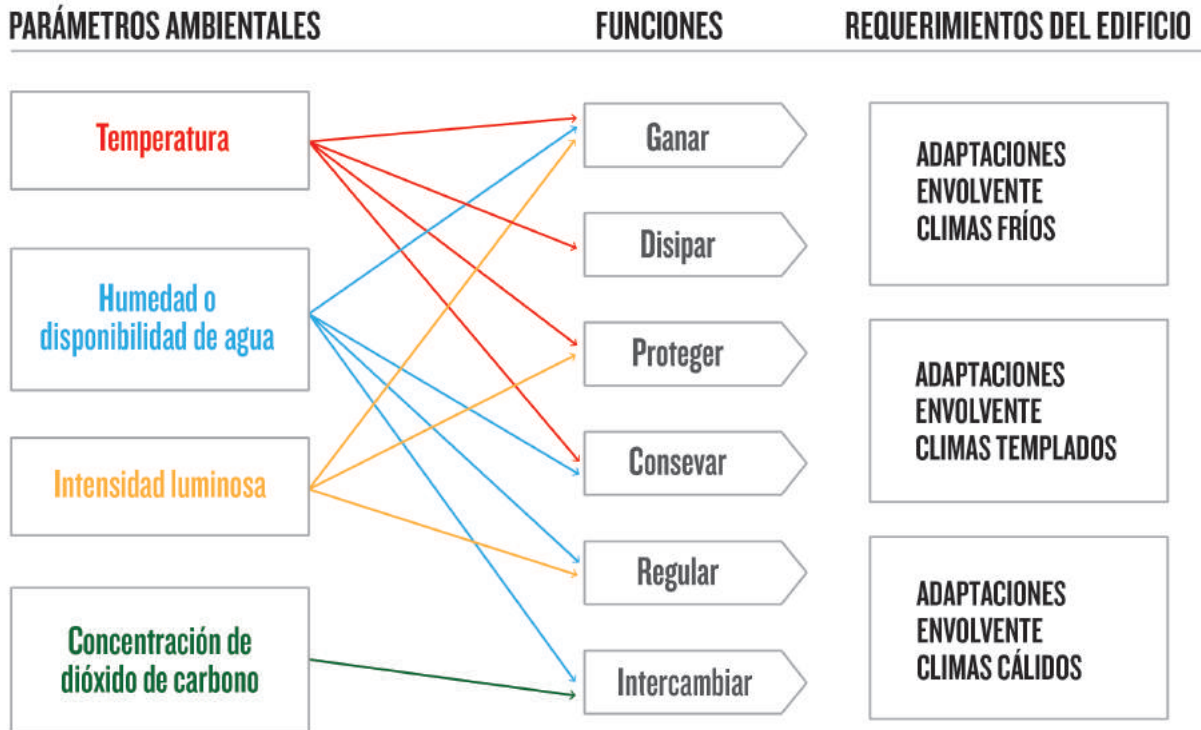 PARÁMETROS AMBIENTALES
FUNCIONES
REQUERIMIENTOS DEL EDIFICIO
Temperatura
Humedad o
disponibilidad de agua
Intensidad luminosa
Concentración de
dióxido de carbono
Ganar
Disipar
Proteger
Consevar
Regular
Intercambiar
ADAPTACIONES
ENVOLVENTE
CLIMAS FRÍOS
ADAPTACIONES
ENVOLVENTE
CLIMAS TEMPLADOS
ADAPTACIONES
ENVOLVENTE
CLIMAS CÁLIDOS